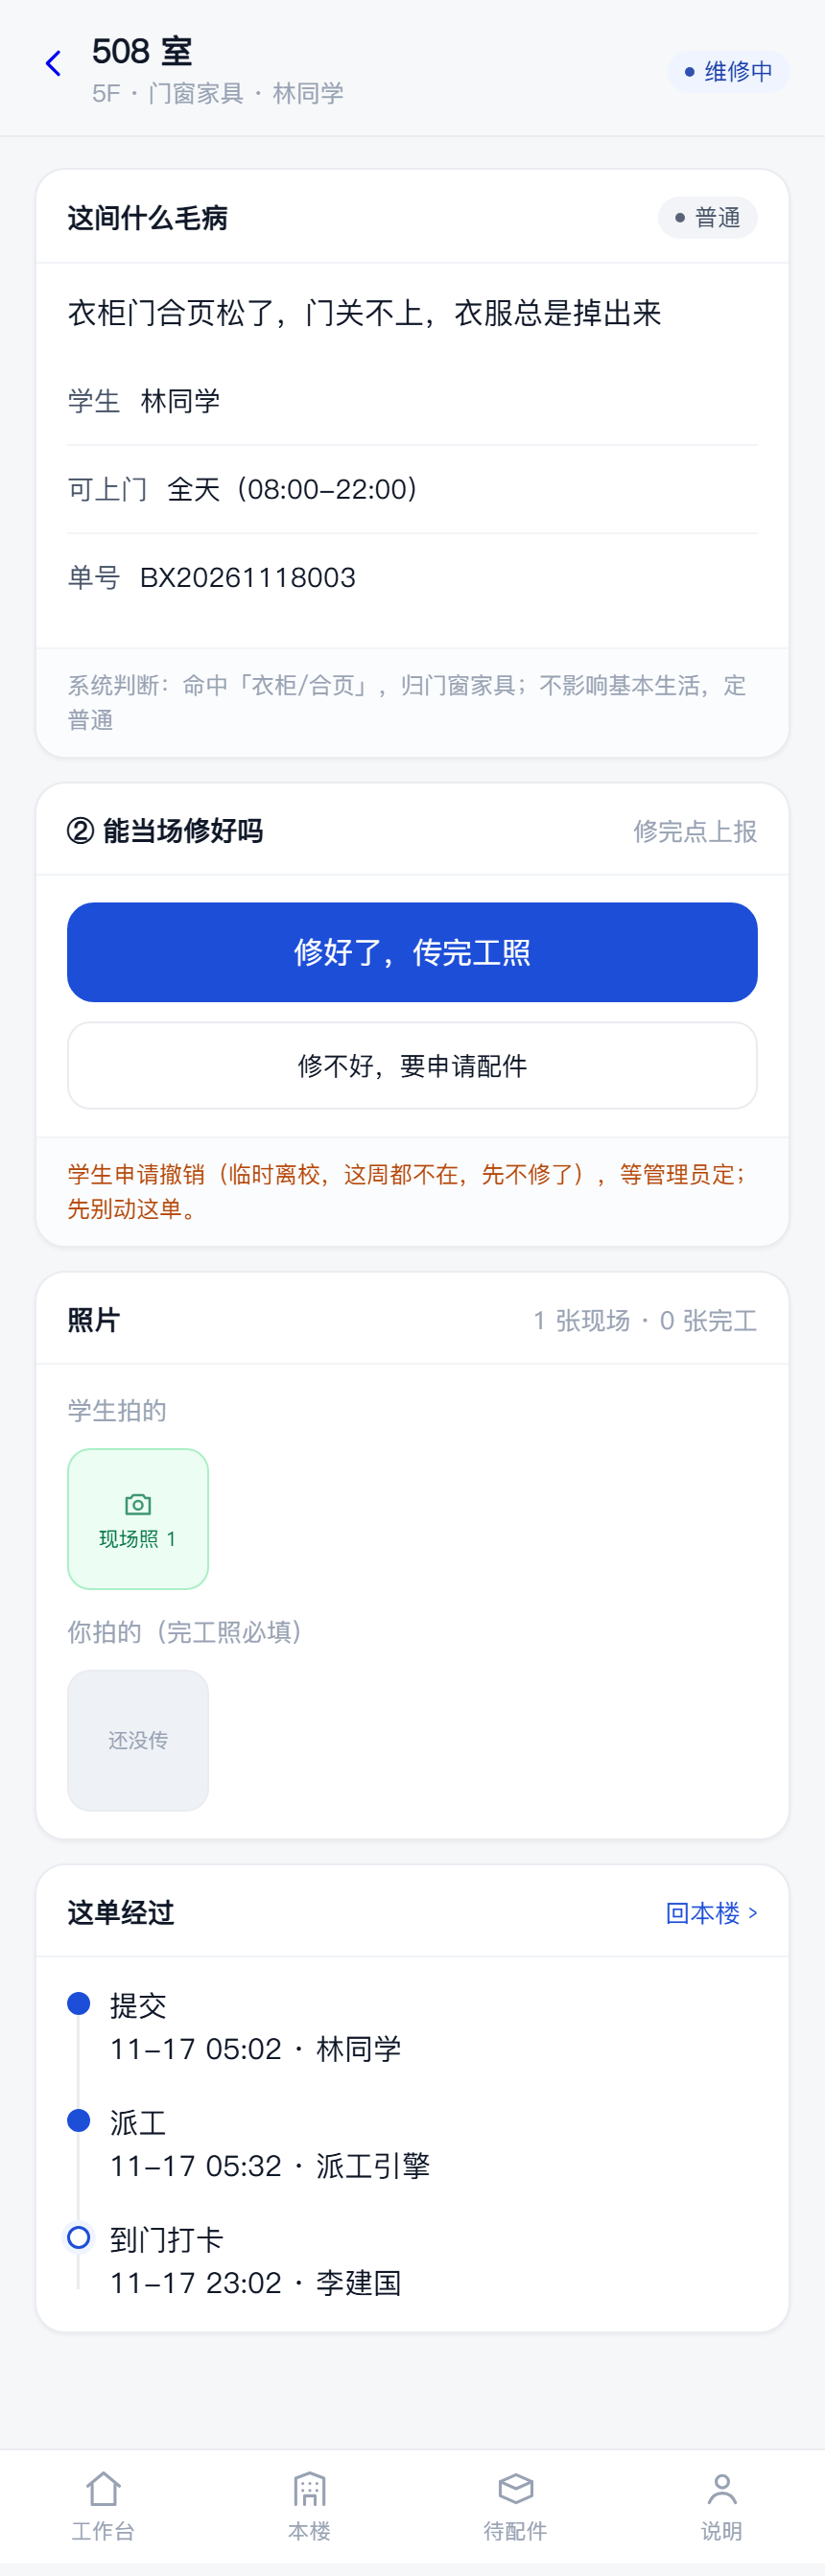 508 室
5F · 门窗家具 · 林同学
维修中
这间什么毛病
普通
衣柜门合页松了，门关不上，衣服总是掉出来
学生 林同学
可上门 全天（08:00–22:00）
单号 BX20261118003
系统判断：命中「衣柜/合页」，归门窗家具；不影响基本生活，定
普通
② 能当场修好吗
修完点上报
修好了，传完工照
修不好，要申请配件
学生申请撤销（临时离校，这周都不在，先不修了），等管理员定；
先别动这单。
照片
1 张现场 · 0 张完工
学生拍的
现场照 1
你拍的（完工照必填）
还没传
这单经过
回本楼 ›
提交
11–17 05:02 · 林同学
派工
11–17 05:32 · 派工引擎
到门打卡
11–17 23:02 · 李建国
工作台
本楼
待配件
说明